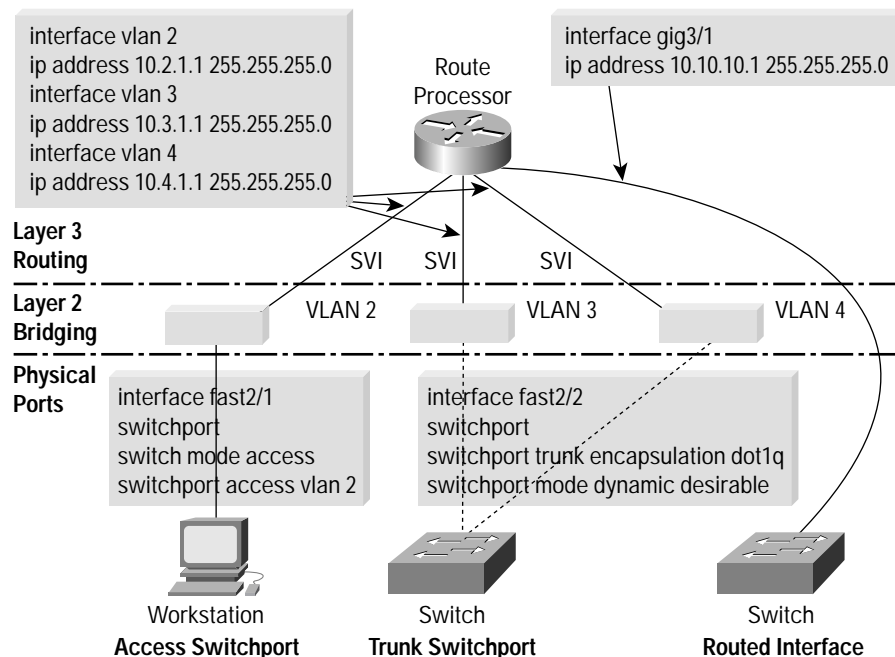 interface vlan 2
ip address 10.2.1.1 255.255.255.0
interface vlan 3
ip address 10.3.1.1 255.255.255.0
interface vlan 4
ip address 10.4.1.1 255.255.255.0
Route
Processor
interface gig3/1
ip address 10.10.10.1 255.255.255.0
Layer 3
Routing
SVI
SVI
SVI
Layer 2
Bridging
VLAN 2
VLAN 3
VLAN 4
Physical
Ports
interface fast2/1
switchport
switch mode access
switchport access vlan 2
interface fast2/2
switchport
switchport trunk encapsulation dot1q
switchport mode dynamic desirable
Workstation
Access Switchport
Switch
Trunk Switchport
Switch
Routed Interface